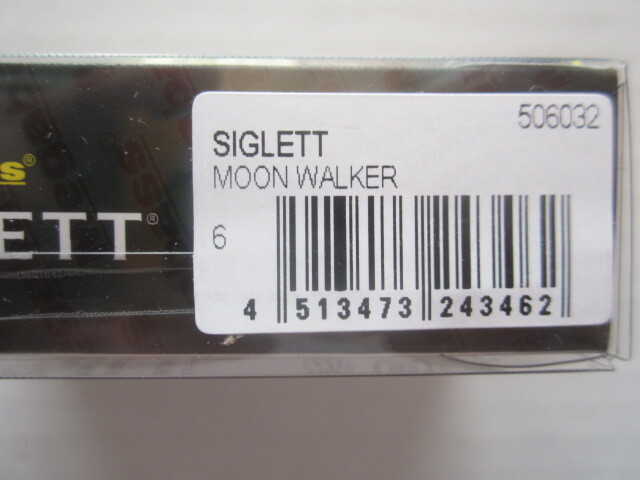 506032
SIGLETT
MOON WALKER
6
4 513473 243462
s®
ETT®